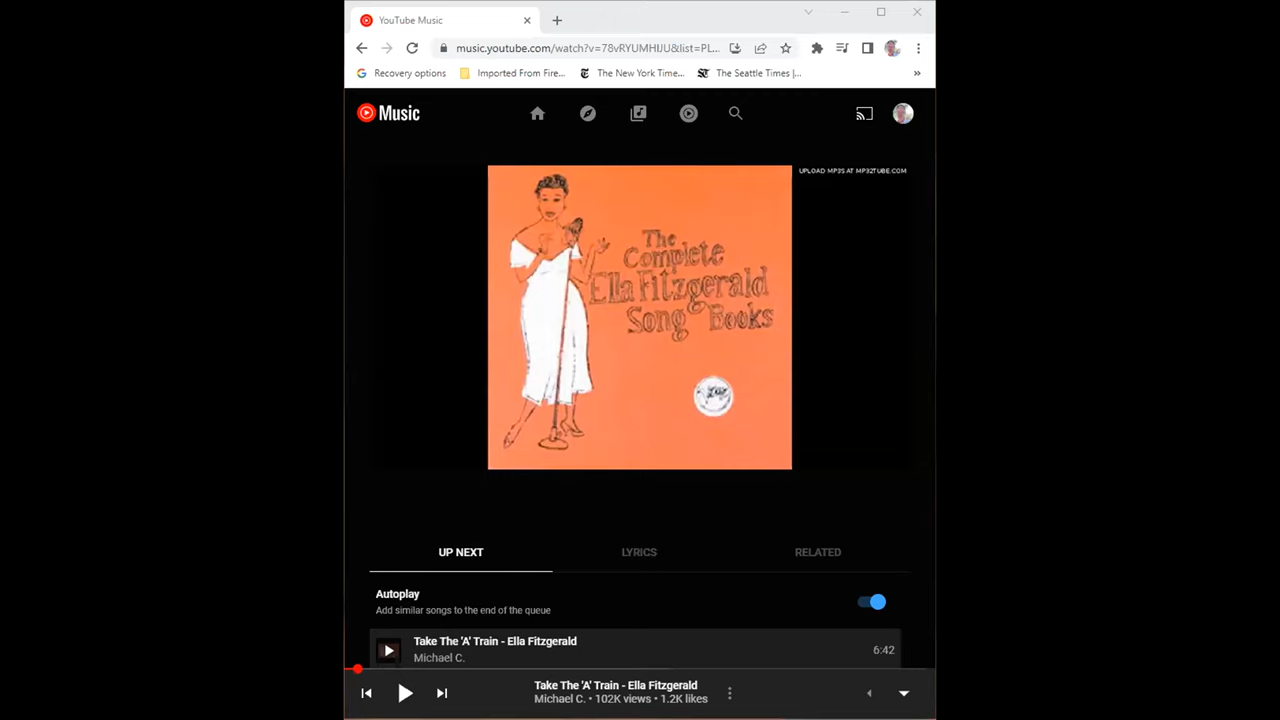 YouTube Music
music.youtube.com/watch?v=78vRYUMHIJU&list=PL...
Recovery options
Imported From Fire...
The New York Time...
The Seattle Times |...
Music
UPLOAD MP3S AT MP32TUBE.COM
The
Complete
Ella Fitzgerald
Song Books
UP NEXT
LYRICS
RELATED
Autoplay
Add similar songs to the end of the queue
Take The 'A' Train - Ella Fitzgerald
Michael C.
6:42
Take The 'A' Train - Ella Fitzgerald
Michael C. • 102K views • 1.2K likes